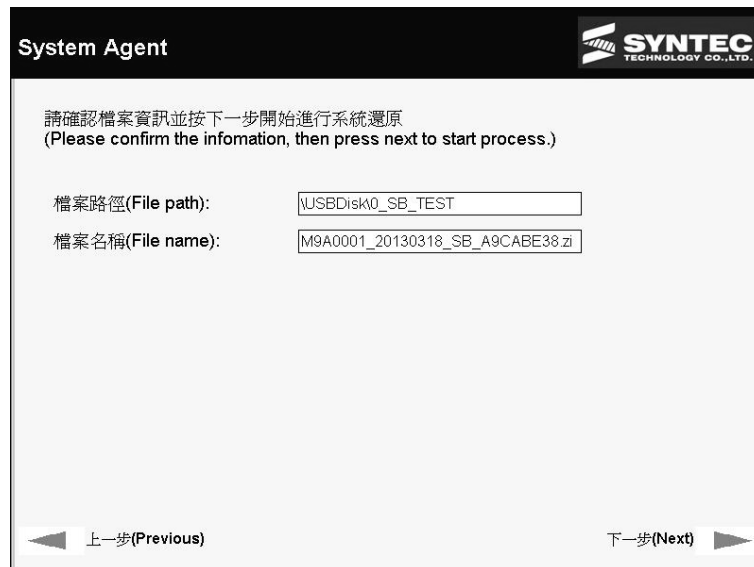 System Agent
SYNTEC
TECHNOLOGY CO.,LTD.
請確認檔案資訊並按下一步開始進行系統還原
(Please confirm the infomation, then press next to start process.)
檔案路徑(File path): \USBDisk\0_SB_TEST
檔案名稱(File name): M9A0001_20130318_SB_A9CABE38.zi
上一步(Previous) 下一步(Next)